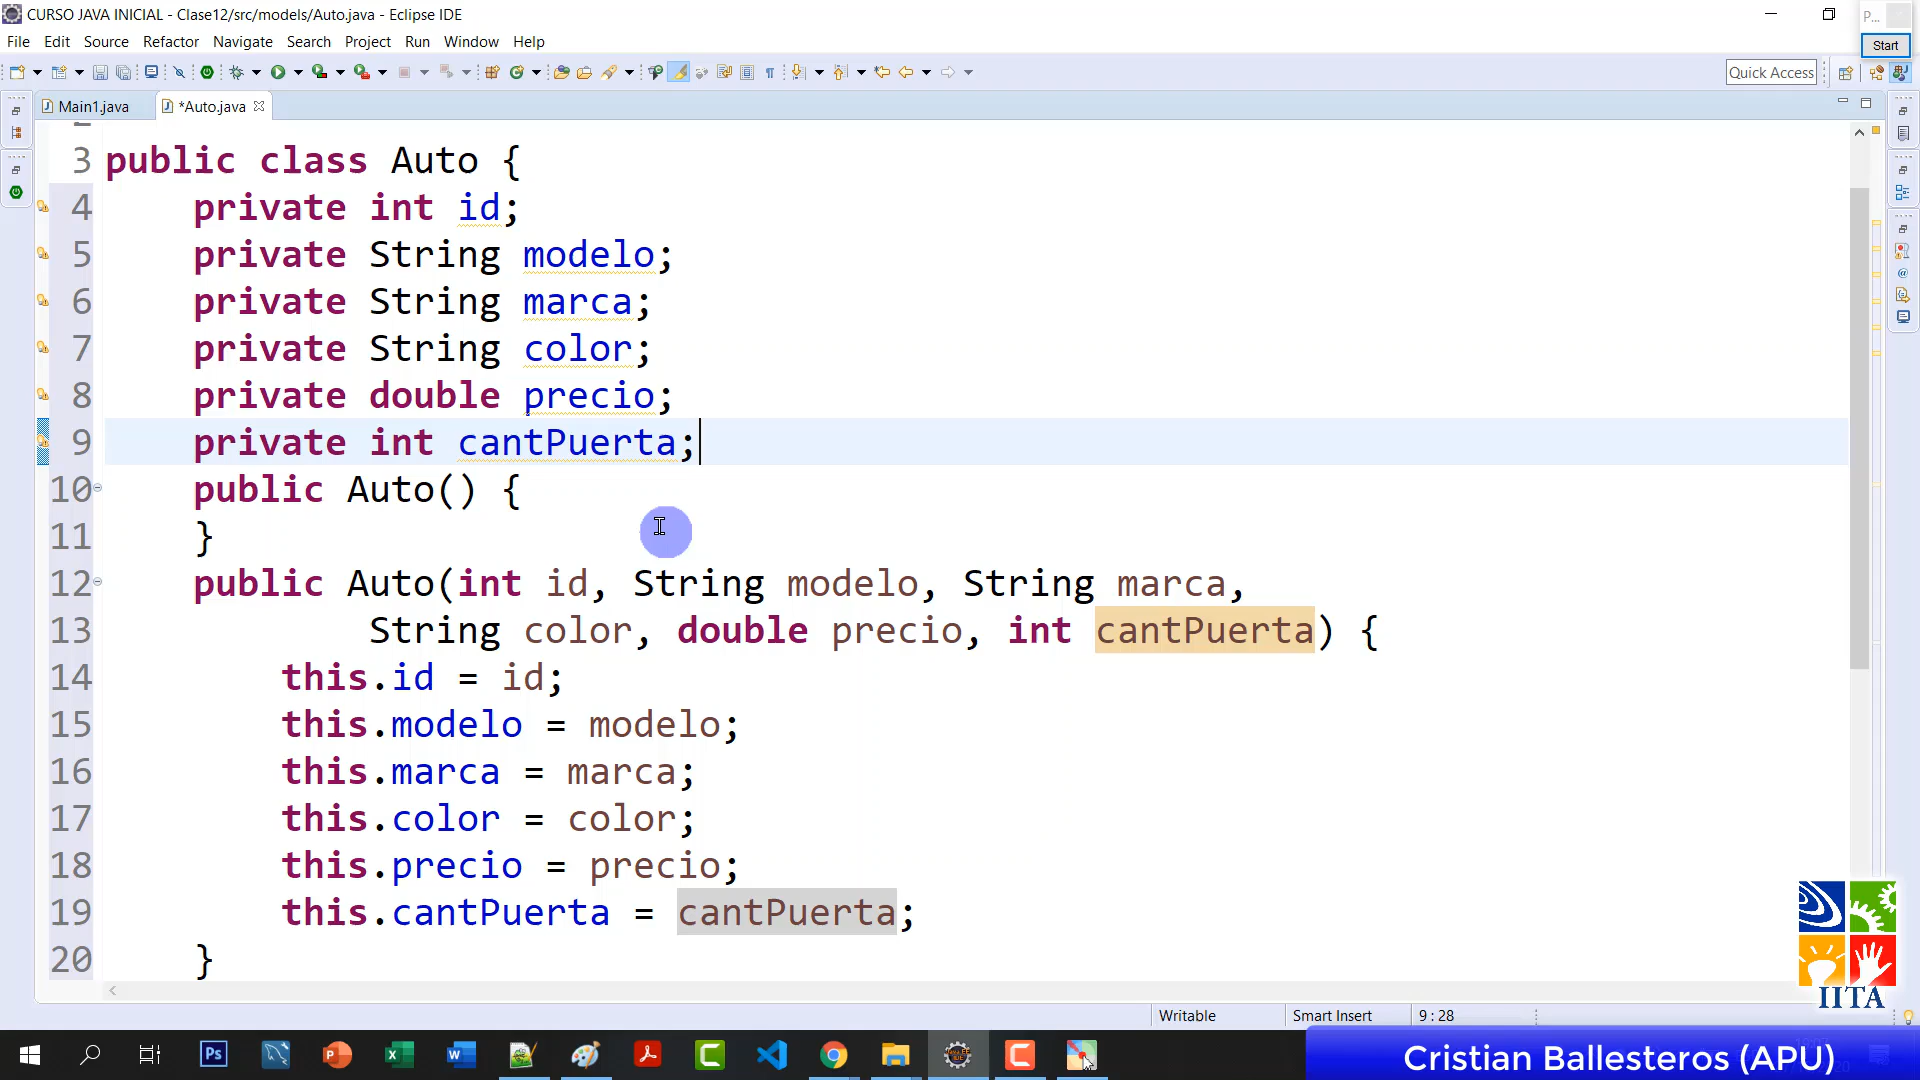 CURSO JAVA INICIAL - Clase12/src/models/Auto.java - Eclipse IDE
P...
File Edit Source Refactor Navigate Search Project Run Window Help
Start
Quick Access
Main1.java
*Auto.java
3 public class Auto {
4 private int id;
5 private String modelo;
6 private String marca;
7 private String color;
8 private double precio;
9 private int cantPuerta;
10 public Auto() {
11 }
12 public Auto(int id, String modelo, String marca,
13 String color, double precio, int cantPuerta) {
14 this.id = id;
15 this.modelo = modelo;
16 this.marca = marca;
17 this.color = color;
18 this.precio = precio;
19 this.cantPuerta = cantPuerta;
20 }
IITA
Writable Smart Insert 9 : 28
Cristian Ballesteros (APU)